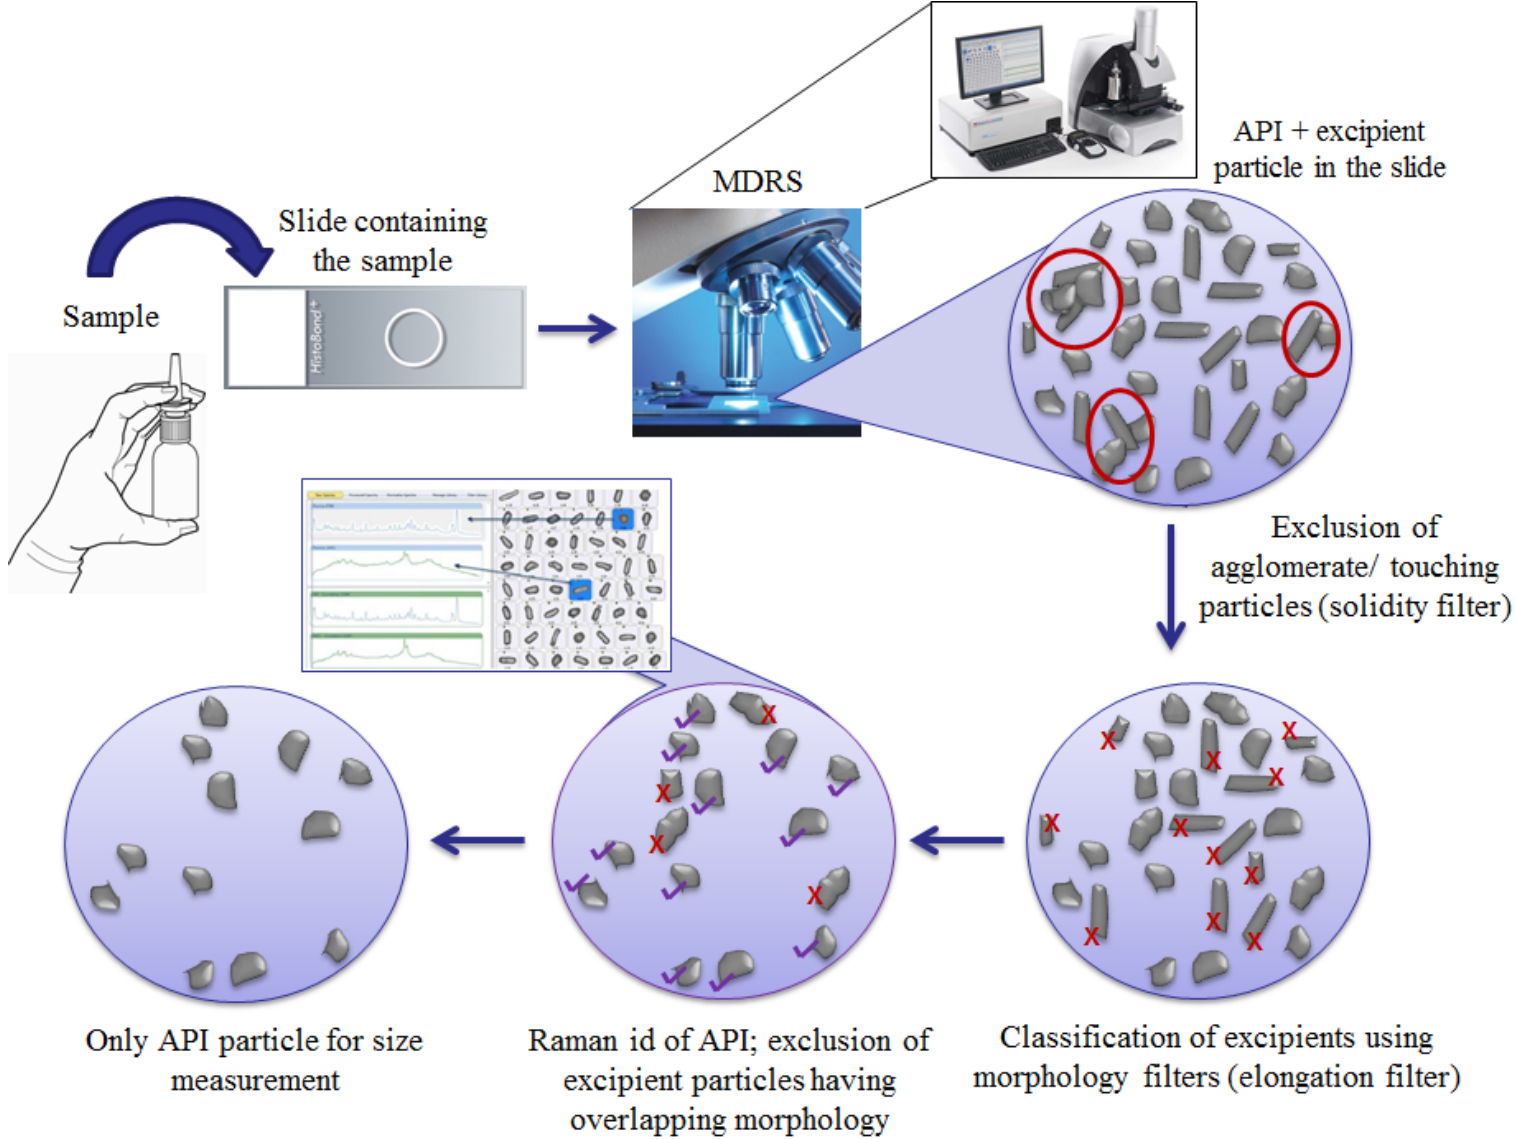 API + excipient
particle in the slide
MDRS
Slide containing
the sample
Sample
HistoBond+
Exclusion of
agglomerate/ touching
particles (solidity filter)
Only API particle for size
measurement
Raman id of API; exclusion of
excipient particles having
overlapping morphology
Classification of excipients using
morphology filters (elongation filter)